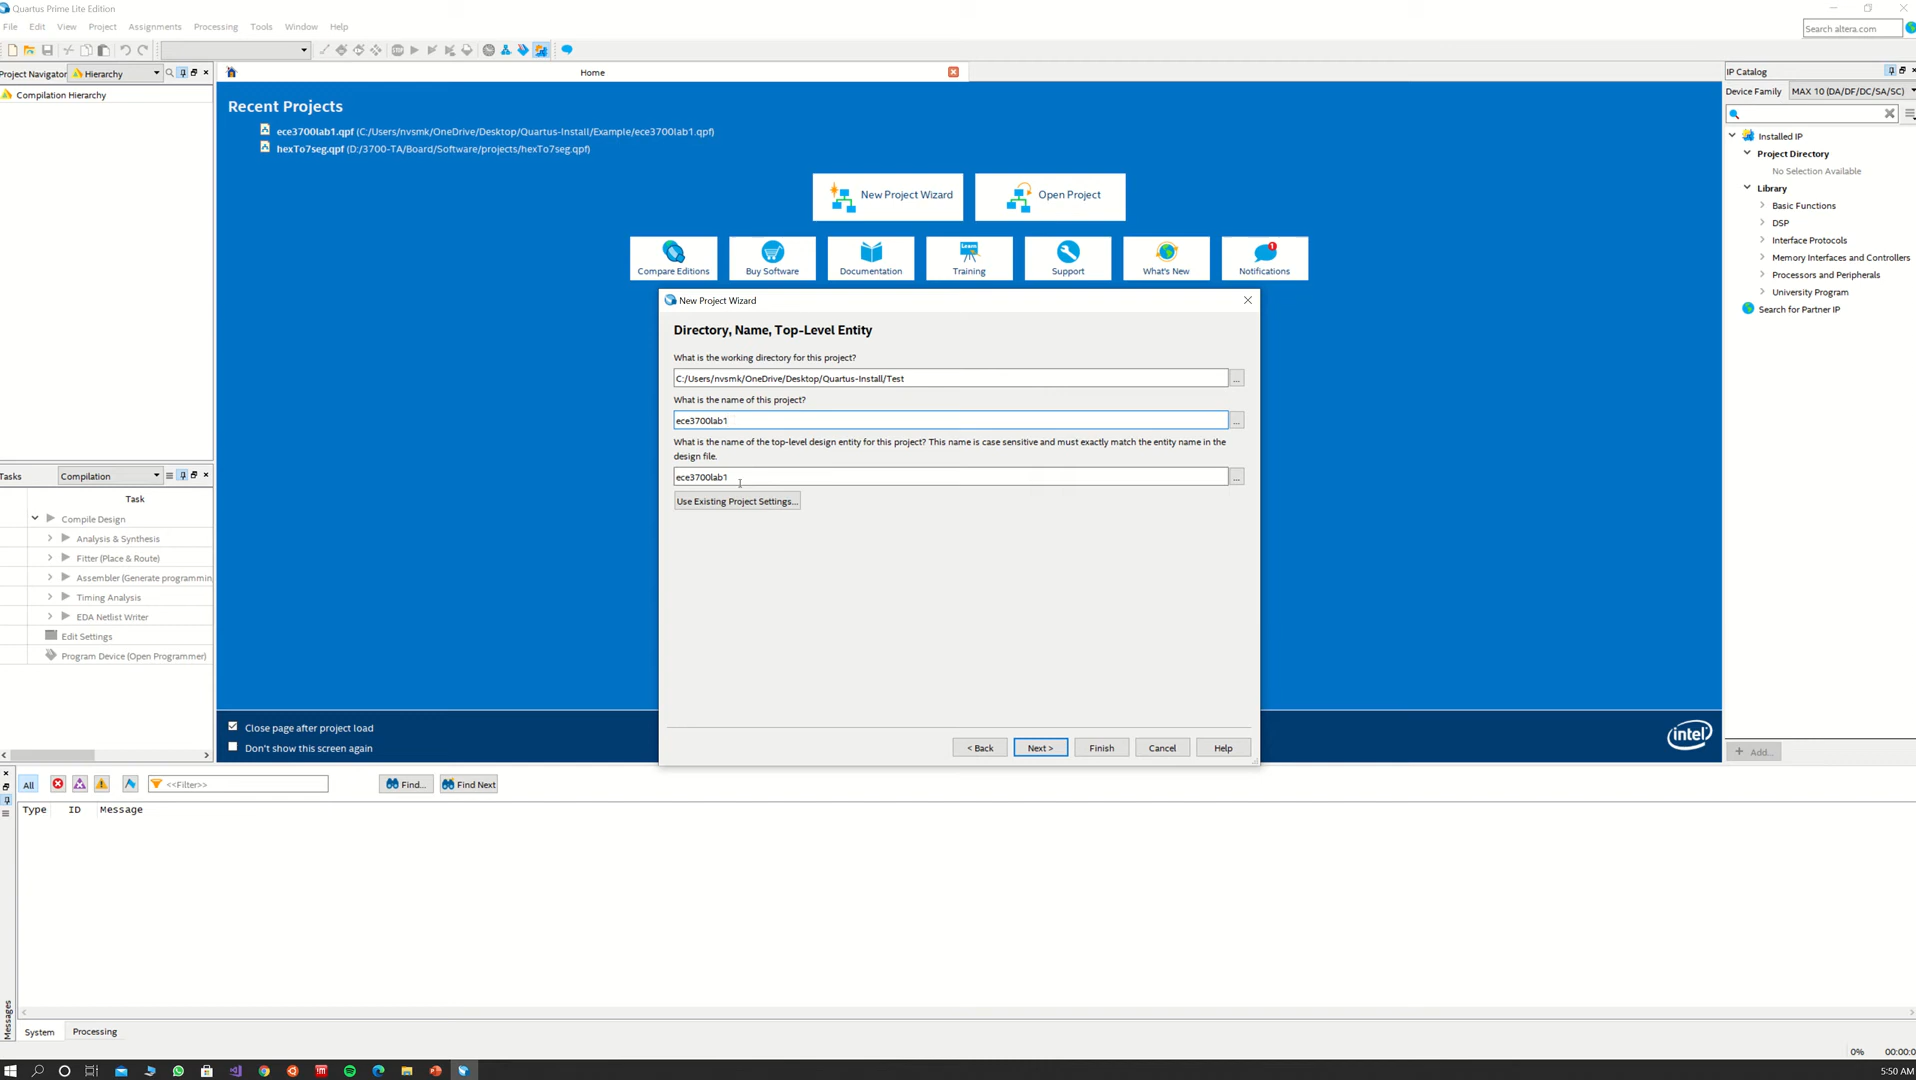 Quartus Prime Lite Edition
File Edit View Project Assignments Processing Tools Window Help
Search altera.com
Project Navigator Hierarchy
Compilation Hierarchy
Home
Recent Projects
ece3700lab1.qpf (C:/Users/nvsmk/OneDrive/Desktop/Quartus-Install/Example/ece3700lab1.qpf)
hexTo7seg.qpf (D:/3700-TA/Board/Software/projects/hexTo7seg.qpf)
New Project Wizard
Open Project
Compare Editions
Buy Software
Documentation
Learn
Training
Support
What's New
1
Notifications
New Project Wizard
Directory, Name, Top-Level Entity
What is the working directory for this project?
C:/Users/nvsmk/OneDrive/Desktop/Quartus-Install/Test
...
What is the name of this project?
ece3700lab1
...
What is the name of the top-level design entity for this project? This name is case sensitive and must exactly match the entity name in the
design file.
ece3700lab1
...
Use Existing Project Settings...
< Back
Next >
Finish
Cancel
Help
IP Catalog
Device Family MAX 10 (DA/DF/DC/SA/SC)
Installed IP
Project Directory
No Selection Available
Library
Basic Functions
DSP
Interface Protocols
Memory Interfaces and Controllers
Processors and Peripherals
University Program
Search for Partner IP
+ Add...
Tasks Compilation
Task
Compile Design
Analysis & Synthesis
Fitter (Place & Route)
Assembler (Generate programmin
Timing Analysis
EDA Netlist Writer
Edit Settings
Program Device (Open Programmer)
Close page after project load
Don't show this screen again
intel
All
<<Filter>>
Find...
Find Next
Type ID Message
Messages
System Processing
0% 00:00:0
5:50 AM